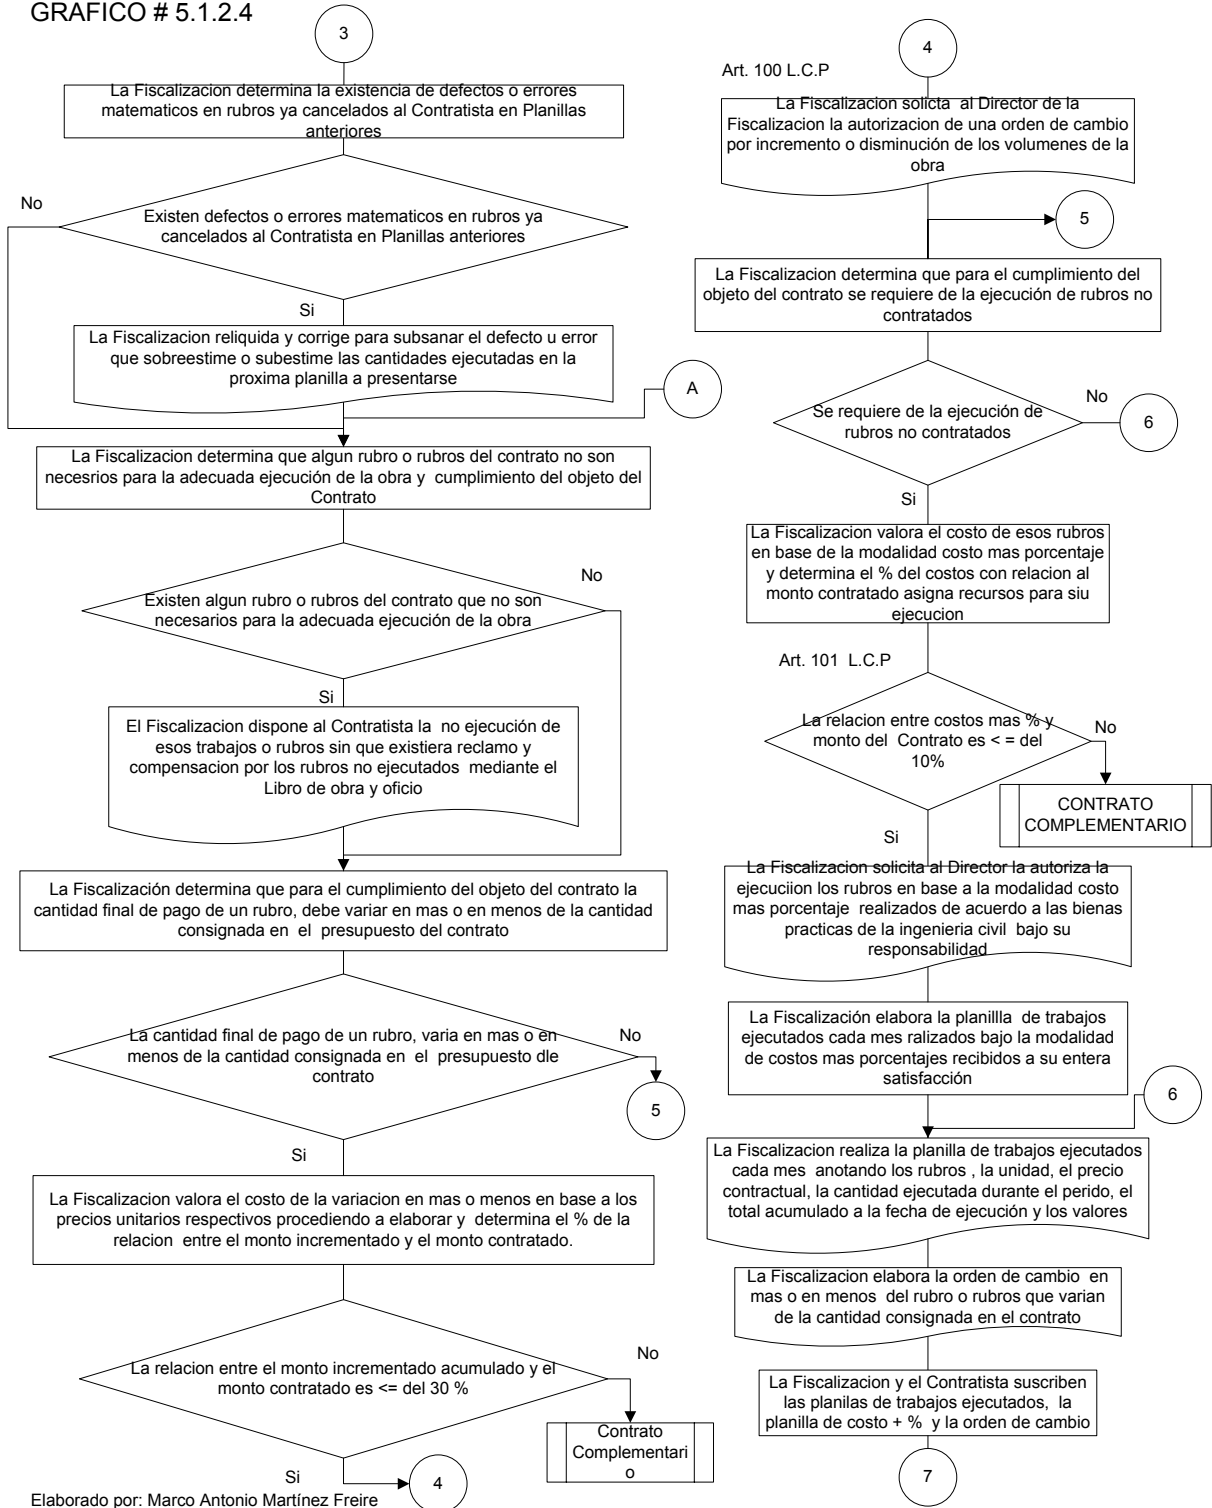 GRAFICO # 5.1.2.4
3
La Fiscalizacion determina la existencia de defectos o errores
matematicos en rubros ya cancelados al Contratista en Planillas
anteriores
No
Existen defectos o errores matematicos en rubros ya
cancelados al Contratista en Planillas anteriores
Si
La Fiscalizacion reliquida y corrige para subsanar el defecto u error
que sobreestime o subestime las cantidades ejecutadas en la
proxima planilla a presentarse
A
La Fiscalizacion determina que algun rubro o rubros del contrato no son
necesrios para la adecuada ejecución de la obra y cumplimiento del objeto del
Contrato
No
Existen algun rubro o rubros del contrato que no son
necesarios para la adecuada ejecución de la obra
Si
El Fiscalizacion dispone al Contratista la no ejecución de
esos trabajos o rubros sin que existiera reclamo y
compensacion por los rubros no ejecutados mediante el
Libro de obra y oficio
La Fiscalización determina que para el cumplimiento del objeto del contrato la
cantidad final de pago de un rubro, debe variar en mas o en menos de la cantidad
consignada en el presupuesto del contrato
La cantidad final de pago de un rubro, varia en mas o en
menos de la cantidad consignada en el presupuesto dle
contrato
No
5
Si
La Fiscalizacion valora el costo de la variacion en mas o menos en base a los
precios unitarios respectivos procediendo a elaborar y determina el % de la
relacion entre el monto incrementado y el monto contratado.
La relacion entre el monto incrementado acumulado y el
monto contratado es <= del 30 %
No
Contrato
Complementari
o
Si
4
Elaborado por: Marco Antonio Martínez Freire
4
Art. 100 L.C.P
La Fiscalizacion solicta al Director de la
Fiscalizacion la autorizacion de una orden de cambio
por incremento o disminución de los volumenes de la
obra
5
La Fiscalizacion determina que para el cumplimiento del
objeto del contrato se requiere de la ejecución de rubros no
contratados
Se requiere de la ejecución de
rubros no contratados
No
6
Si
La Fiscalizacion valora el costo de esos rubros
en base de la modalidad costo mas porcentaje
y determina el % del costos con relacion al
monto contratado asigna recursos para siu
ejecucion
Art. 101 L.C.P
La relacion entre costos mas % y
monto del Contrato es < = del
10%
No
CONTRATO
COMPLEMENTARIO
Si
La Fiscalizacion solicita al Director la autoriza la
ejecuciion los rubros en base a la modalidad costo
mas porcentaje realizados de acuerdo a las bienas
practicas de la ingenieria civil bajo su
responsabilidad
La Fiscalización elabora la planillla de trabajos
ejecutados cada mes ralizados bajo la modalidad
de costos mas porcentajes recibidos a su entera
satisfacción
6
La Fiscalizacion realiza la planilla de trabajos ejecutados
cada mes anotando los rubros , la unidad, el precio
contractual, la cantidad ejecutada durante el perido, el
total acumulado a la fecha de ejecución y los valores
La Fiscalizacion elabora la orden de cambio en
mas o en menos del rubro o rubros que varian
de la cantidad consignada en el contrato
La Fiscalizacion y el Contratista suscriben
las planilas de trabajos ejecutados, la
planilla de costo + % y la orden de cambio
7